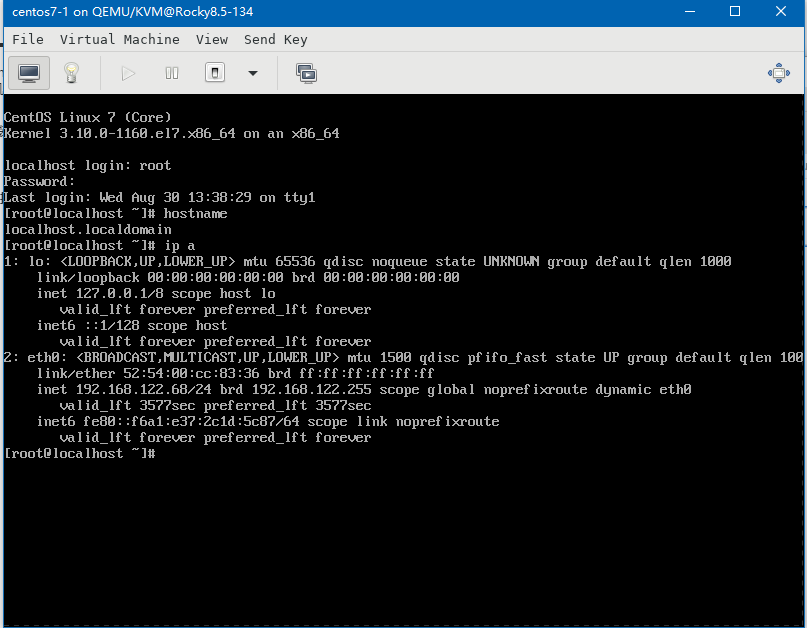 centos7-1 on QEMU/KVM@Rocky8.5-134
File Virtual Machine View Send Key
CentOS Linux 7 (Core)
Kernel 3.10.0-1160.el7.x86_64 on an x86_64
localhost login: root
Password:
Last login: Wed Aug 30 13:38:29 on tty1
[root@localhost ~]# hostname
localhost.localdomain
[root@localhost ~]# ip a
1: lo: <LOOPBACK,UP,LOWER_UP> mtu 65536 qdisc noqueue state UNKNOWN group default qlen 1000
link/loopback 00:00:00:00:00:00 brd 00:00:00:00:00:00
inet 127.0.0.1/8 scope host lo
valid_lft forever preferred_lft forever
inet6 ::1/128 scope host
valid_lft forever preferred_lft forever
2: eth0: <BROADCAST,MULTICAST,UP,LOWER_UP> mtu 1500 qdisc pfifo_fast state UP group default qlen 100
link/ether 52:54:00:cc:83:36 brd ff:ff:ff:ff:ff:ff
inet 192.168.122.68/24 brd 192.168.122.255 scope global noprefixroute dynamic eth0
valid_lft 3577sec preferred_lft 3577sec
inet6 fe80::f6a1:e37:2c1d:5c87/64 scope link noprefixroute
valid_lft forever preferred_lft forever
[root@localhost ~]#